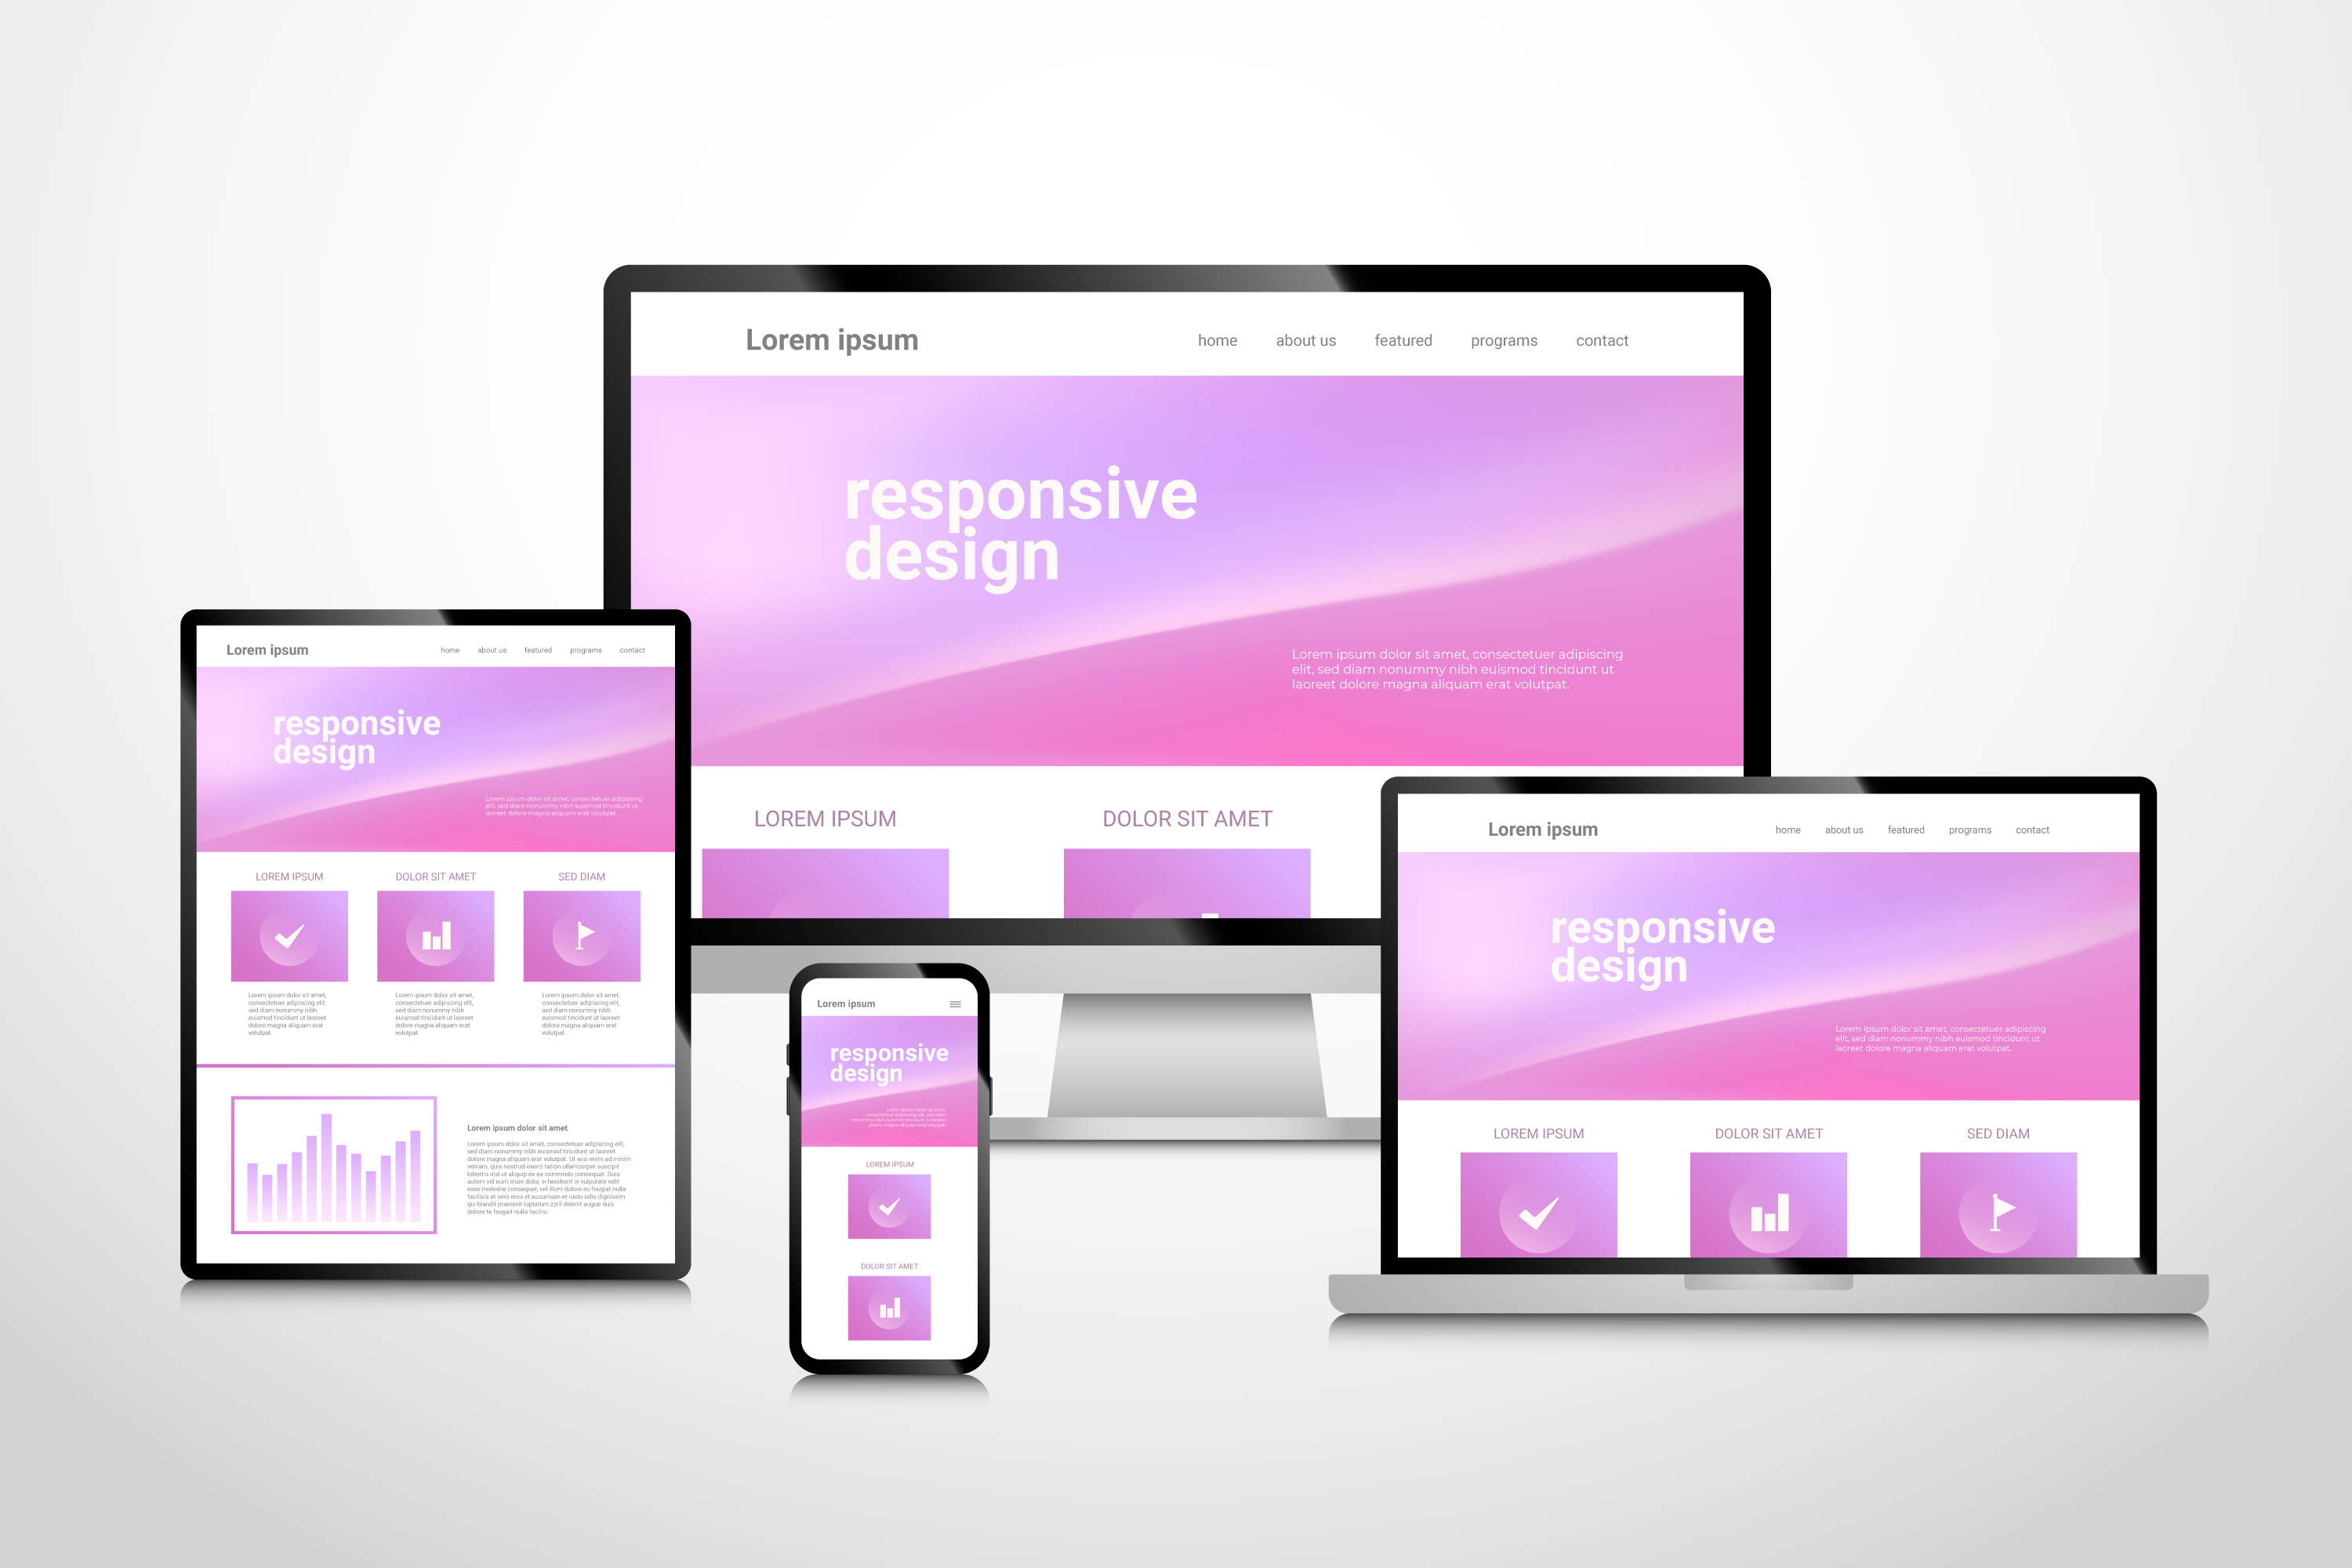 Lorem ipsum
home about us featured programs contact
responsive
design
Lorem ipsum dolor sit amet, consectetuer adipiscing
elit, sed diam nonummy nibh euismod tincidunt ut
laoreet dolore magna aliquam erat volutpat.
LOREM IPSUM DOLOR SIT AMET
Lorem ipsum
home about us featured programs contact
responsive
design
Lorem ipsum dolor sit amet, consectetuer adipiscing
elit, sed diam nonummy nibh euismod tincidunt ut
laoreet dolore magna aliquam erat volutpat.
LOREM IPSUM DOLOR SIT AMET SED DIAM
Lorem ipsum dolor sit amet,
consectetuer adipiscing elit,
sed diam nonummy nibh
euismod tincidunt ut laoreet
dolore magna aliquam erat
volutpat.
Lorem ipsum dolor sit amet,
consectetuer adipiscing elit,
sed diam nonummy nibh
euismod tincidunt ut laoreet
dolore magna aliquam erat
volutpat.
Lorem ipsum dolor sit amet,
consectetuer adipiscing elit,
sed diam nonummy nibh
euismod tincidunt ut laoreet
dolore magna aliquam erat
volutpat.
Lorem ipsum dolor sit amet
Lorem ipsum dolor sit amet, consectetuer adipiscing elit,
sed diam nonummy nibh euismod tincidunt ut laoreet
dolore magna aliquam erat volutpat. Ut wisi enim ad minim
veniam, quis nostrud exerci tation ullamcorper suscipit
lobortis nisl ut aliquip ex ea commodo consequat. Duis
autem vel eum iriure dolor in hendrerit in vulputate velit
esse molestie consequat, vel illum dolore eu feugiat nulla
facilisis at vero eros et accumsan et iusto odio dignissim
qui blandit praesent luptatum zzril delenit augue duis
dolore te feugait nulla facilisi.
Lorem ipsum
responsive
design
Lorem ipsum dolor sit amet,
consectetuer adipiscing elit, sed diam
nonummy nibh euismod tincidunt ut laoreet
dolore magna aliquam erat volutpat.
LOREM IPSUM
DOLOR SIT AMET
Lorem ipsum
home about us featured programs contact
responsive
design
Lorem ipsum dolor sit amet, consectetuer adipiscing
elit, sed diam nonummy nibh euismod tincidunt ut
laoreet dolore magna aliquam erat volutpat.
LOREM IPSUM DOLOR SIT AMET SED DIAM